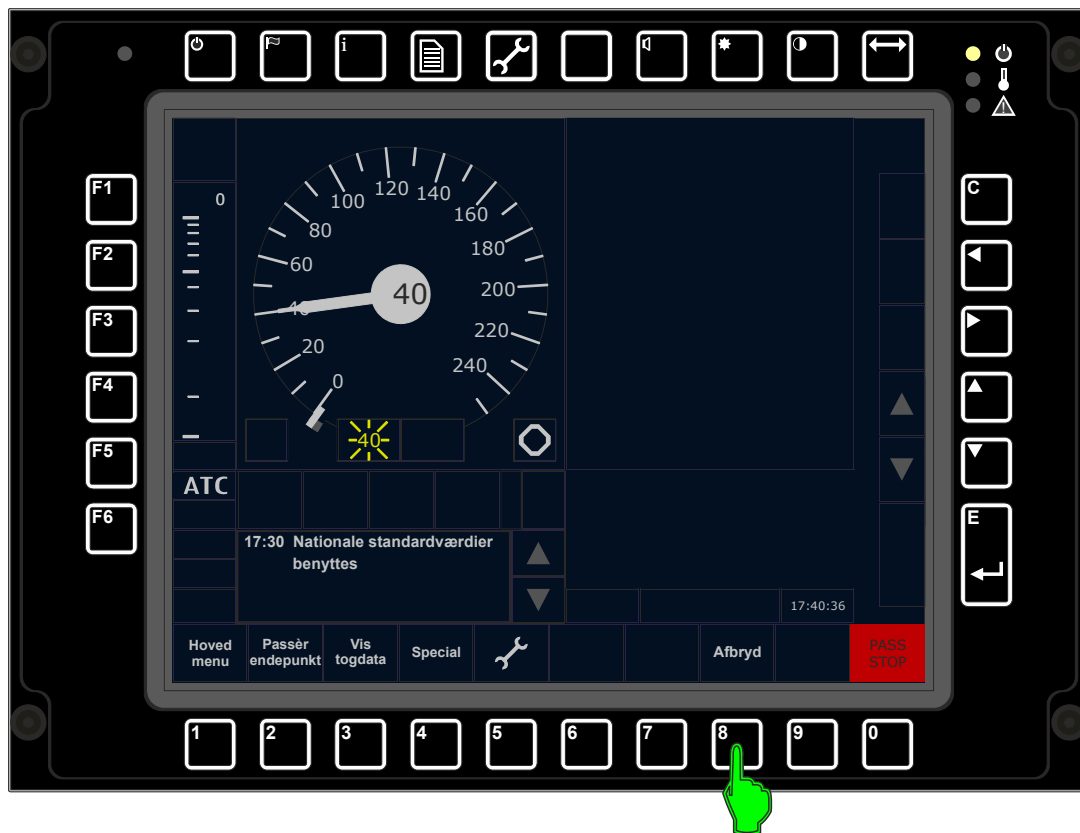 i
F1
F2
F3
F4
F5
F6
C
E
0
0
20
40
60
80
100
120
140
160
180
200
220
240
40
40
ATC
17:30 Nationale standardværdier
benyttes
17:40:36
Hoved
menu
Passèr
endepunkt
Vis
togdata
Special
Afbryd
PASS
STOP
1
2
3
4
5
6
7
8
9
0